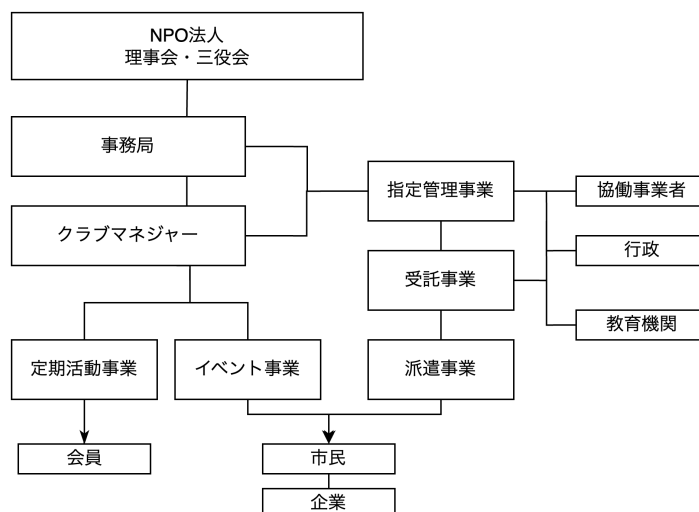 NPO法人
理事会・三役会
事務局
クラブマネジャー
指定管理事業
受託事業
派遣事業
協働事業者
行政
教育機関
定期活動事業
イベント事業
会員
市民
企業